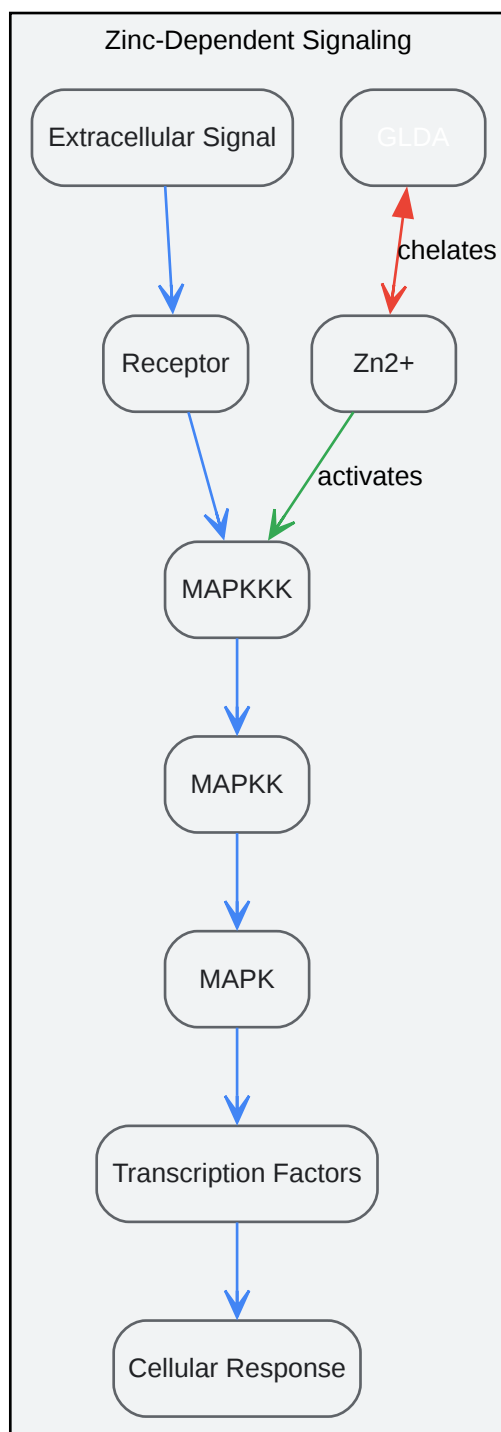 Zinc-Dependent Signaling
Extracellular Signal
GLDA
chelates
Receptor
Zn2+
activates
MAPKKK
MAPKK
MAPK
Transcription Factors
Cellular Response